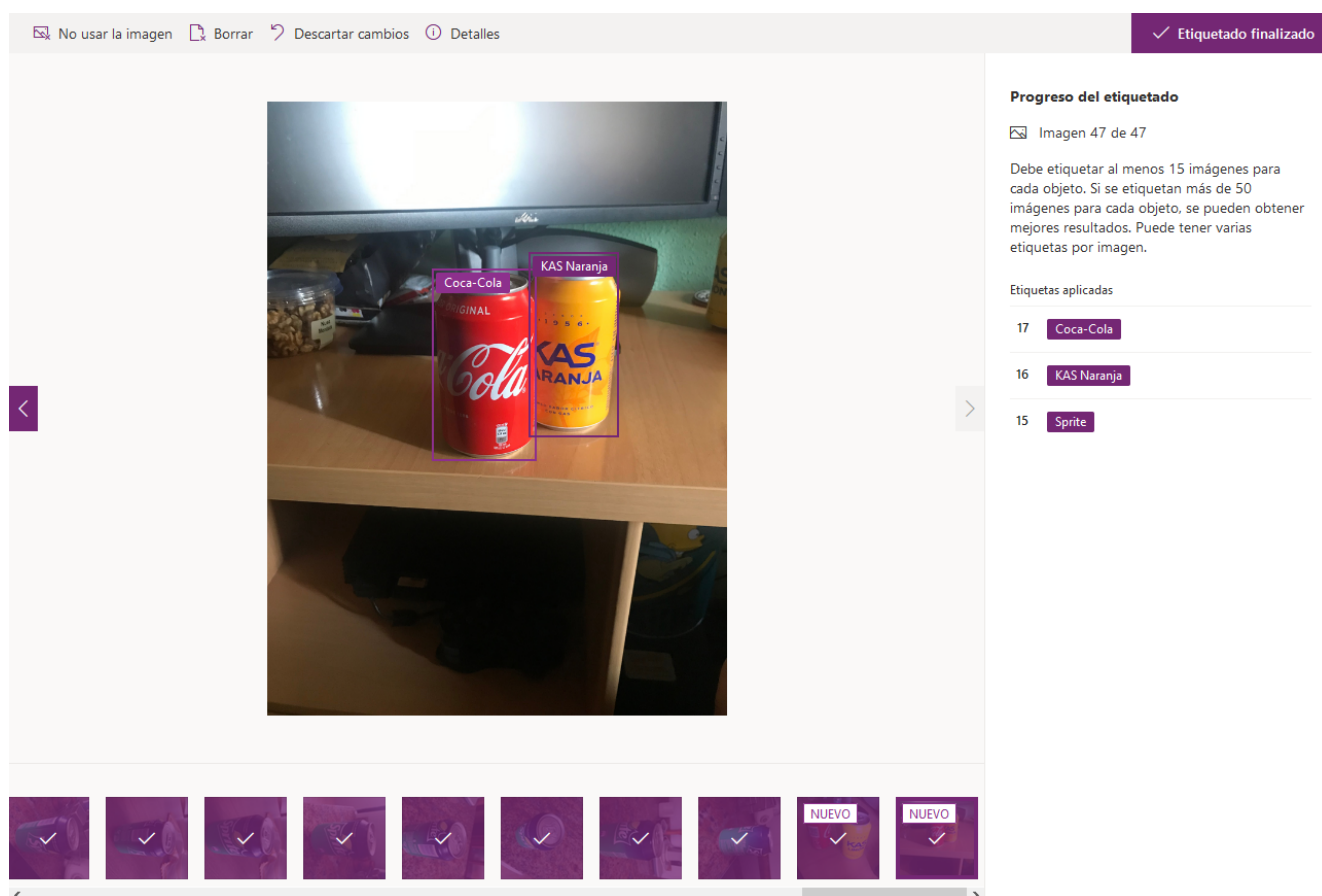 No usar la imagen
Borrar
Descartar cambios
Detalles
Etiquetado finalizado
Progreso del etiquetado
Imagen 47 de 47
Debe etiquetar al menos 15 imágenes para
cada objeto. Si se etiquetan más de 50
imágenes para cada objeto, se pueden obtener
mejores resultados. Puede tener varias
etiquetas por imagen.
Etiquetas aplicadas
17 Coca-Cola
16 KAS Naranja
15 Sprite
KAS Naranja
Coca-Cola
ORIGINAL
Cola
·1956·
KAS
ARANJA
NUEVO
NUEVO